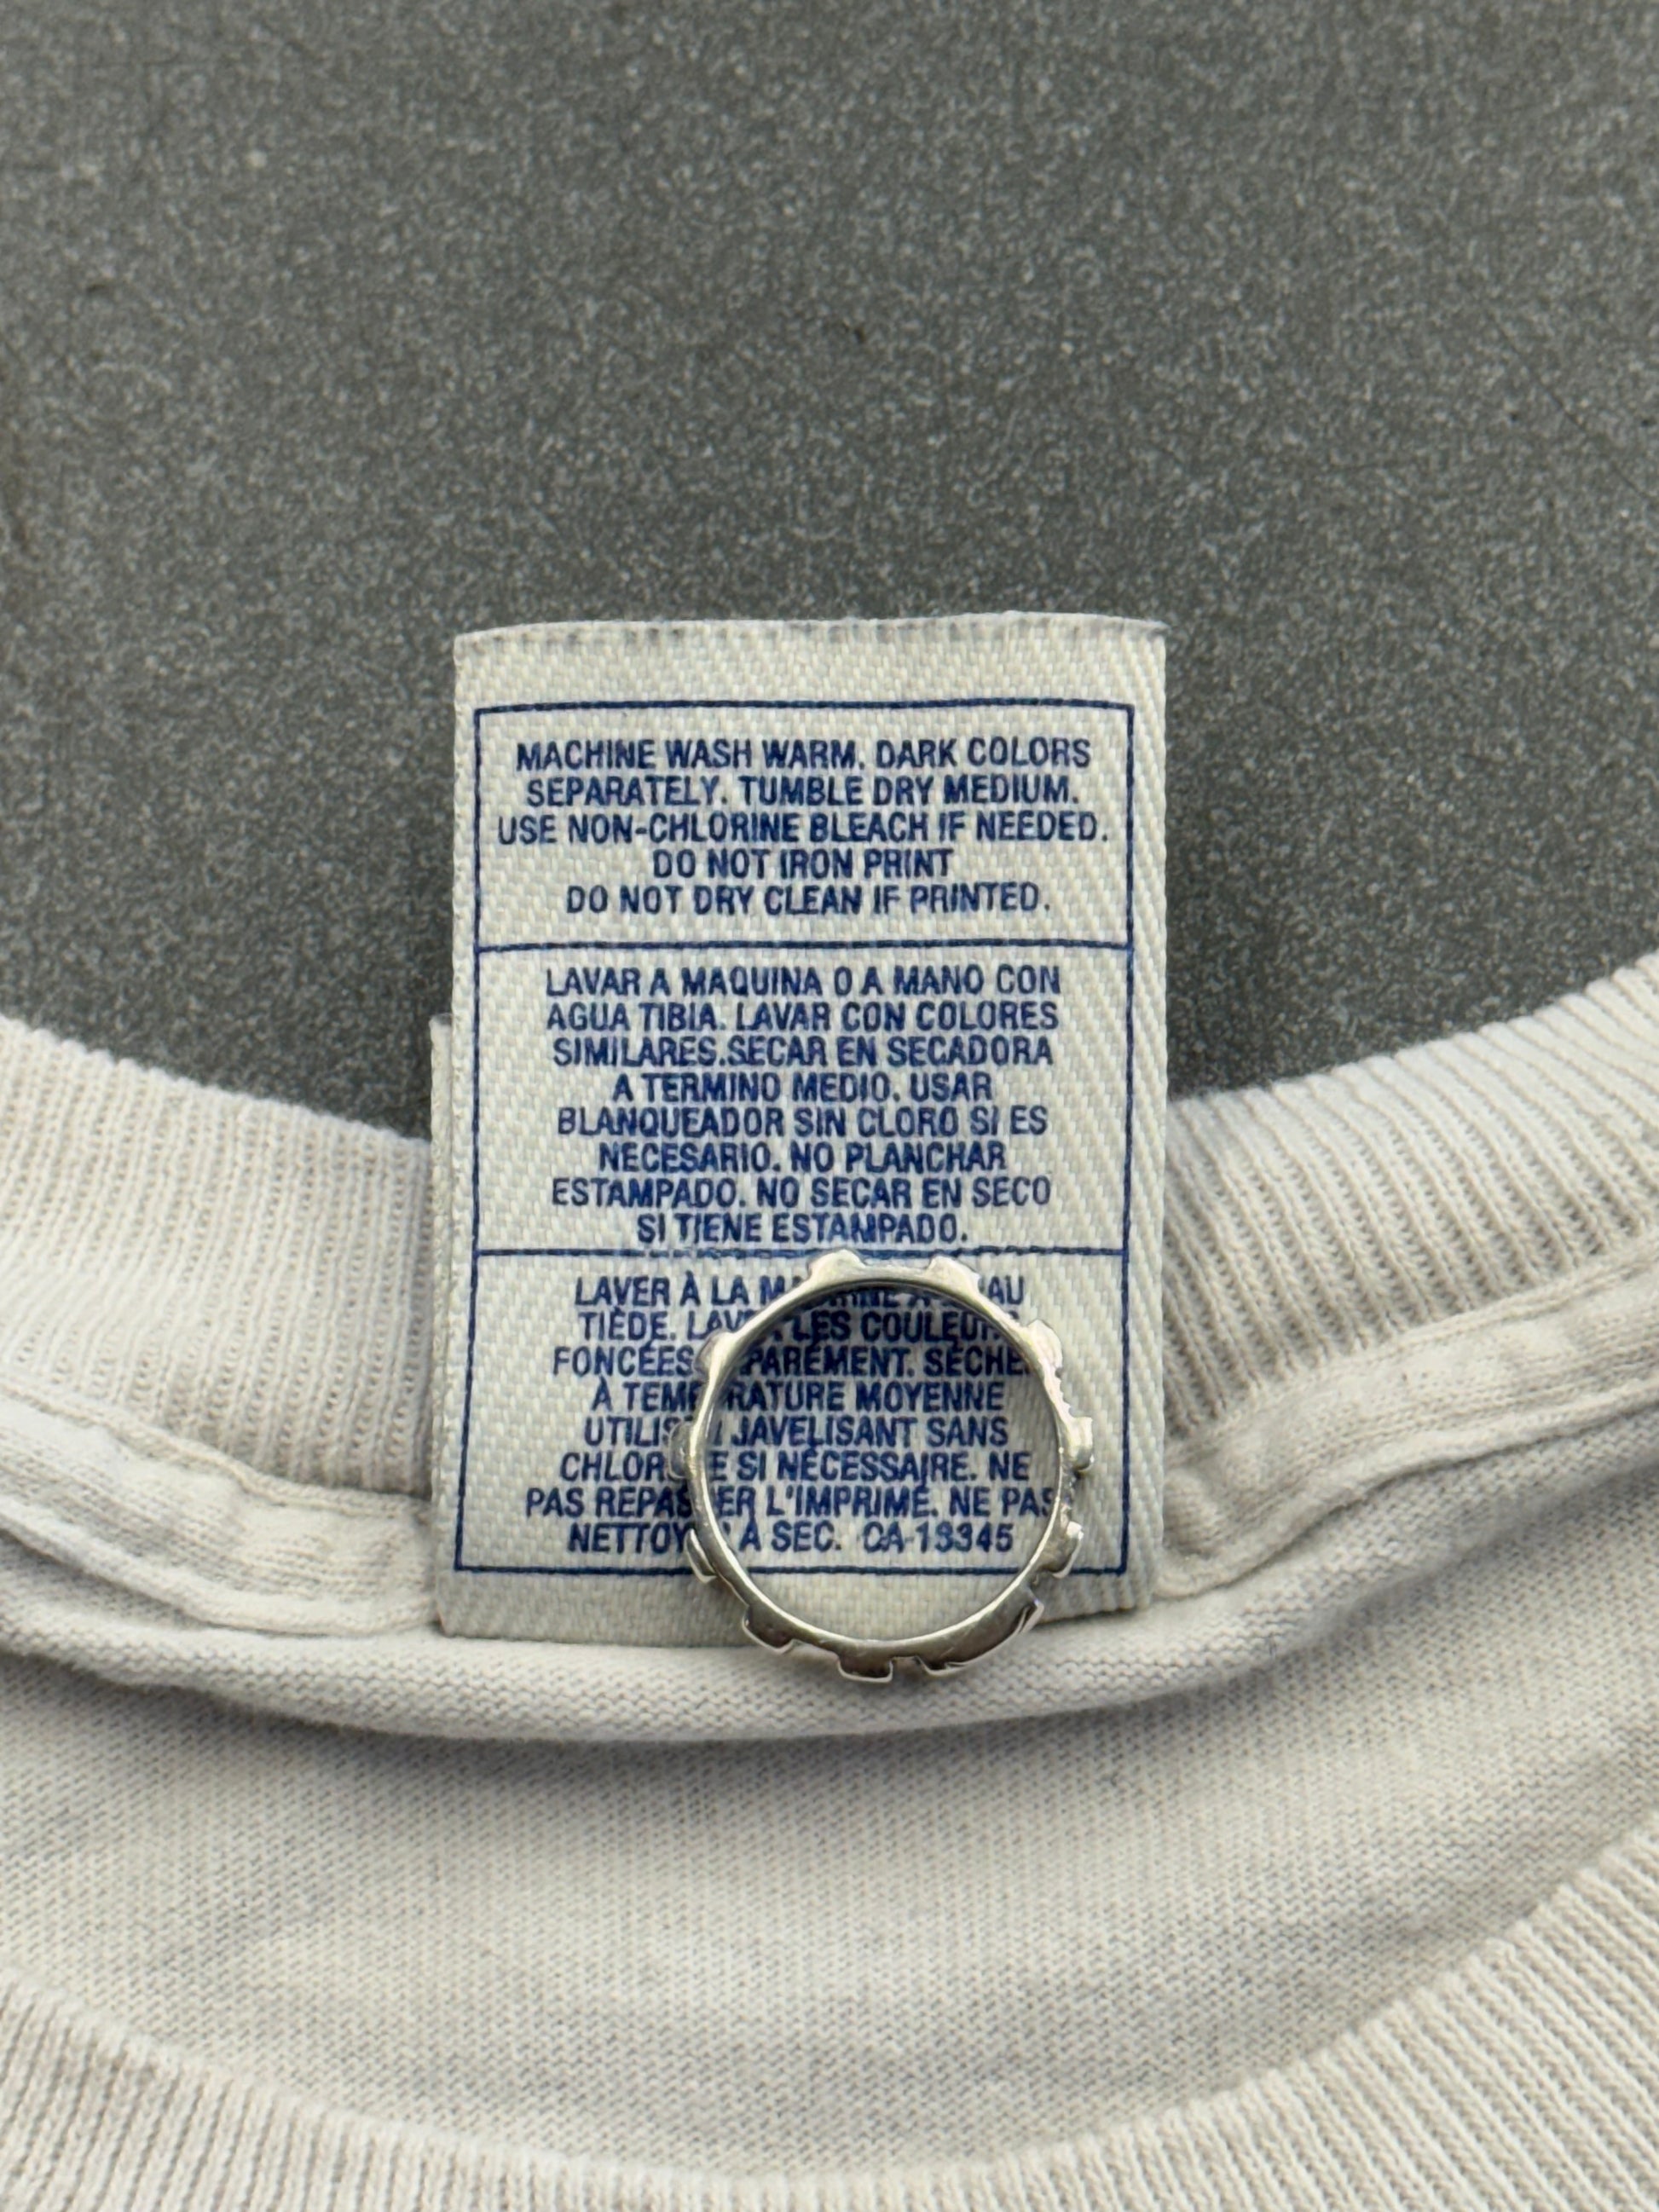 MACHINE WASH WARM. DARK COLORS
SEPARATELY. TUMBLE DRY MEDIUM.
USE NON-CHLORINE BLEACH IF NEEDED.
DO NOT IRON PRINT
DO NOT DRY CLEAN IF PRINTED.
LAVAR A MAQUINA O A MANO CON
AGUA TIBIA. LAVAR CON COLORES
SIMILARES.SECAR EN SECADORA
A TERMINO MEDIO. USAR
BLANQUEADOR SIN CLORO SI ES
NECESARIO. NO PLANCHAR
ESTAMPADO. NO SECAR EN SECO
SI TIENE ESTAMPADO.
LAVER À LA
TIÈDE. LES
FONCÉES
À MOYENNE
JAVELISANT SANS
SI NÉCESSAIRE. NE
PAS L'IMPRIMÉ. NE PAS
À SEC. CA-13345